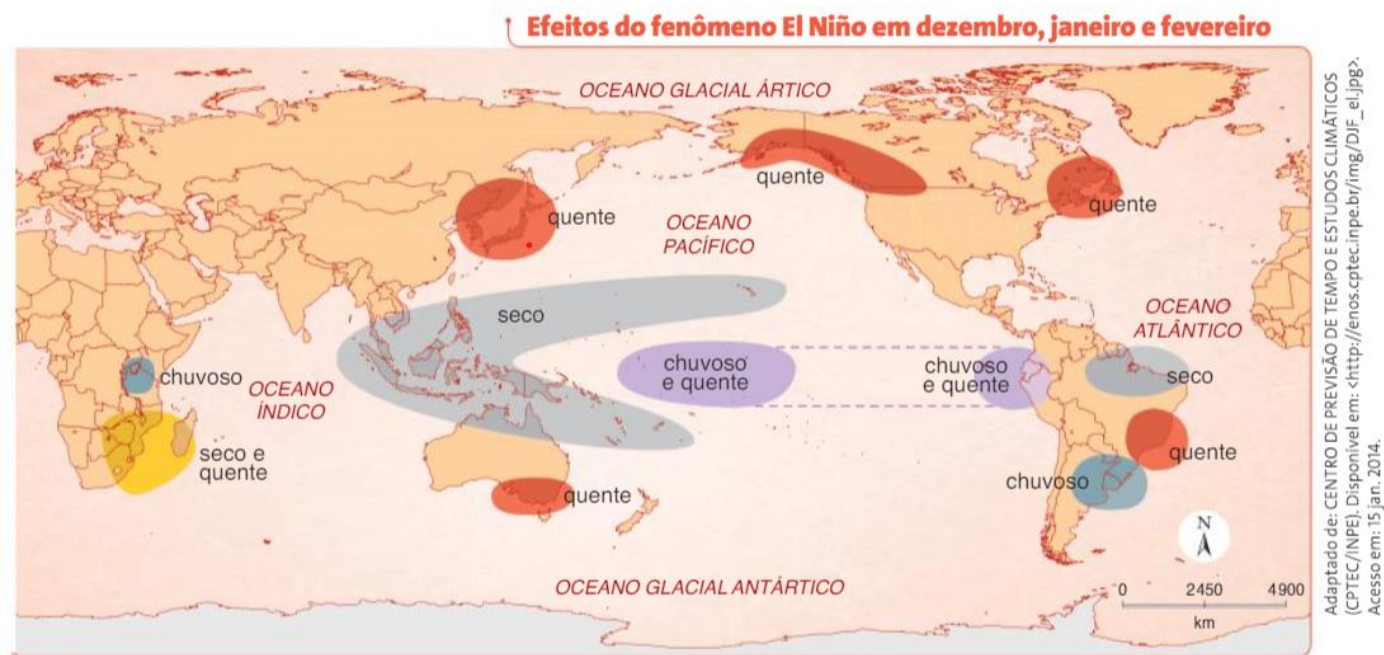 Efeitos do fenômeno El Niño em dezembro, janeiro e fevereiro
OCEANO GLACIAL ÁRTICO
quente
quente
quente
OCEANO
PACÍFICO
seco
OCEANO
ATLÂNTICO
chuvoso
OCEANO
ÍNDICO
chuvoso
e quente
chuvoso
e quente
seco
seco e
quente
quente
quente
chuvoso
N
OCEANO GLACIAL ANTÁRTICO
0 2450 4900
km
Adaptado de: CENTRO DE PREVISÃO DE TEMPO E ESTUDOS CLIMÁTICOS
(CPTEC/INPE). Disponível em: <http://enos.cptec.inpe.br/img/DJF_el.jpg>.
Acesso em: 15 jan. 2014.